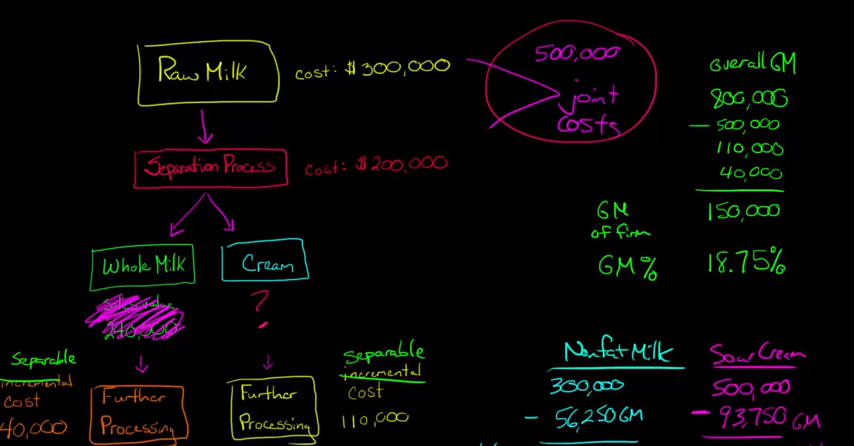 Raw Milk
cost: $300,000
500,000
joint
costs
overall GM
800,000
— 500,000
110,000
40,000
150,000
Separation Process
cost: $200,000
GM
of firm
GM%
18.75%
Whole Milk
Cream
240,000
?
separable
incremental
cost
40,000
Further
Processing
Further
Processing
separable
incremental
cost
110,000
Nonfat Milk
300,000
- 56,250 GM
Sour Cream
500,000
- 93,750 GM